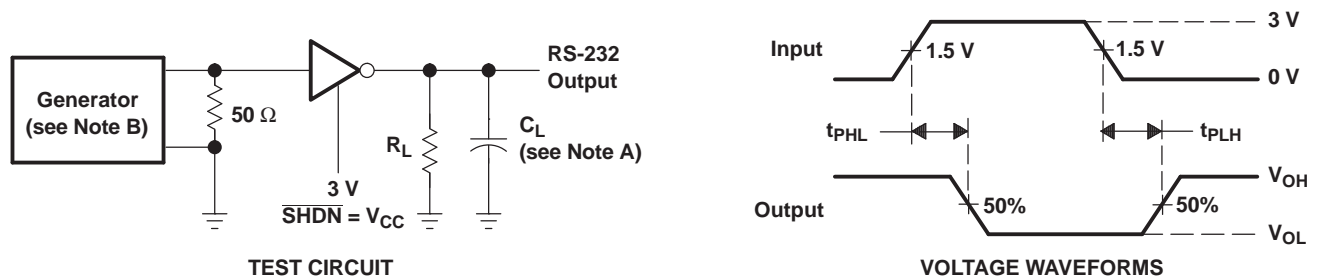 Generator
(see Note B)
50 Ω
3 V
SHDN = VCC
RL
CL
(see Note A)
RS-232
Output
TEST CIRCUIT
Input
1.5 V
1.5 V
3 V
0 V
tPHL
tPLH
Output
50%
50%
VOH
VOL
VOLTAGE WAVEFORMS